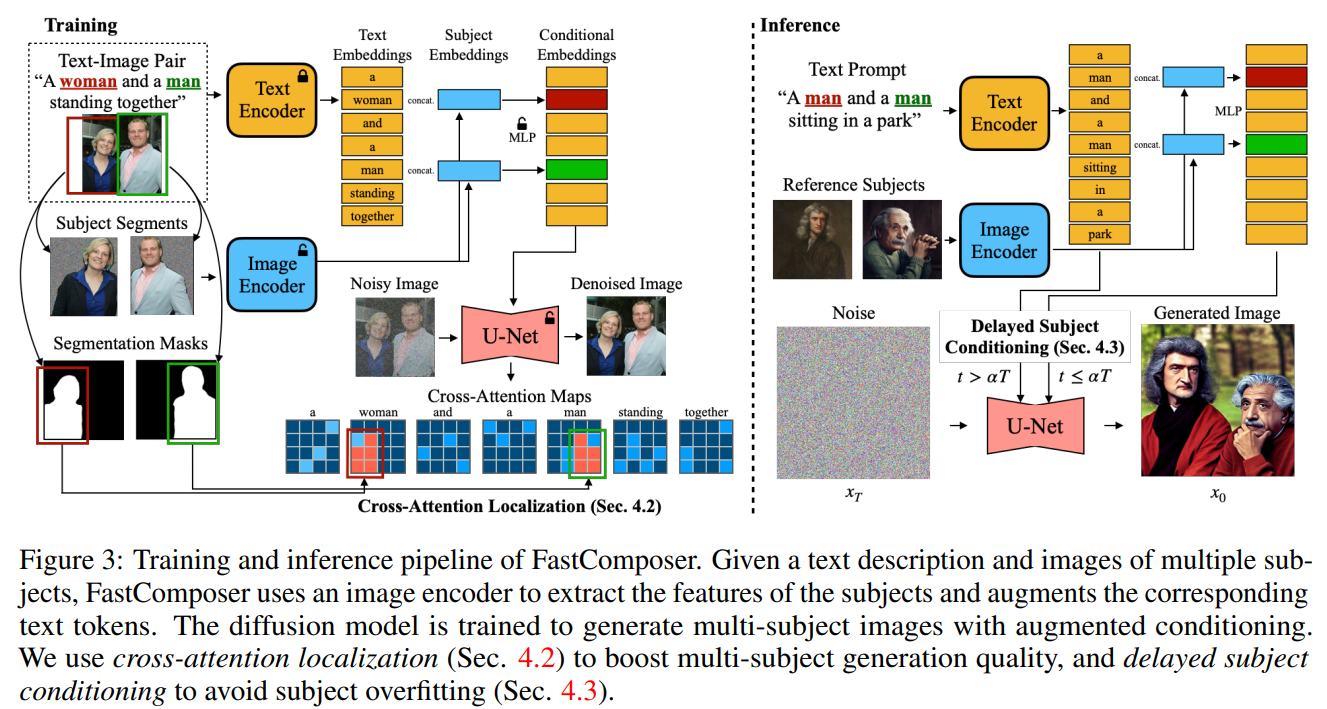 Training
Text-Image Pair
“A woman and a man
standing together”
Text
Encoder
Text
Embeddings
Subject
Embeddings
Conditional
Embeddings
a
woman
and
a
man
standing
together
concat.
concat.
MLP
Subject Segments
Image
Encoder
Segmentation Masks
Noisy Image
U-Net
Denoised Image
Cross-Attention Maps
a woman and a man standing together
Cross-Attention Localization (Sec. 4.2)
Inference
Text Prompt
“A man and a man
sitting in a park”
Text
Encoder
a
man
and
a
man
sitting
in
a
park
concat.
concat.
MLP
Reference Subjects
Image
Encoder
Noise
Delayed Subject
Conditioning (Sec. 4.3)
t > αT t ≤ αT
U-Net
Generated Image
x_T
x_0
Figure 3: Training and inference pipeline of FastComposer. Given a text description and images of multiple sub-
jects, FastComposer uses an image encoder to extract the features of the subjects and augments the corresponding
text tokens. The diffusion model is trained to generate multi-subject images with augmented conditioning.
We use cross-attention localization (Sec. 4.2) to boost multi-subject generation quality, and delayed subject
conditioning to avoid subject overfitting (Sec. 4.3).